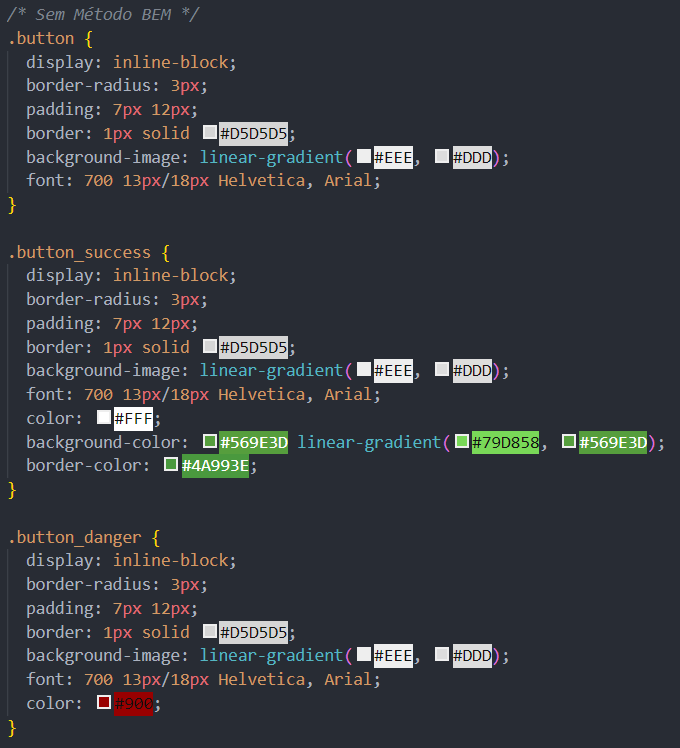 /* Sem Método BEM */
.button {
  display: inline-block;
  border-radius: 3px;
  padding: 7px 12px;
  border: 1px solid #D5D5D5;
  background-image: linear-gradient(#EEE, #DDD);
  font: 700 13px/18px Helvetica, Arial;
}

.button_success {
  display: inline-block;
  border-radius: 3px;
  padding: 7px 12px;
  border: 1px solid #D5D5D5;
  background-image: linear-gradient(#EEE, #DDD);
  font: 700 13px/18px Helvetica, Arial;
  color: #FFF;
  background-color: #569E3D linear-gradient(#79D858, #569E3D);
  border-color: #4A993E;
}

.button_danger {
  display: inline-block;
  border-radius: 3px;
  padding: 7px 12px;
  border: 1px solid #D5D5D5;
  background-image: linear-gradient(#EEE, #DDD);
  font: 700 13px/18px Helvetica, Arial;
  color: #900;
}